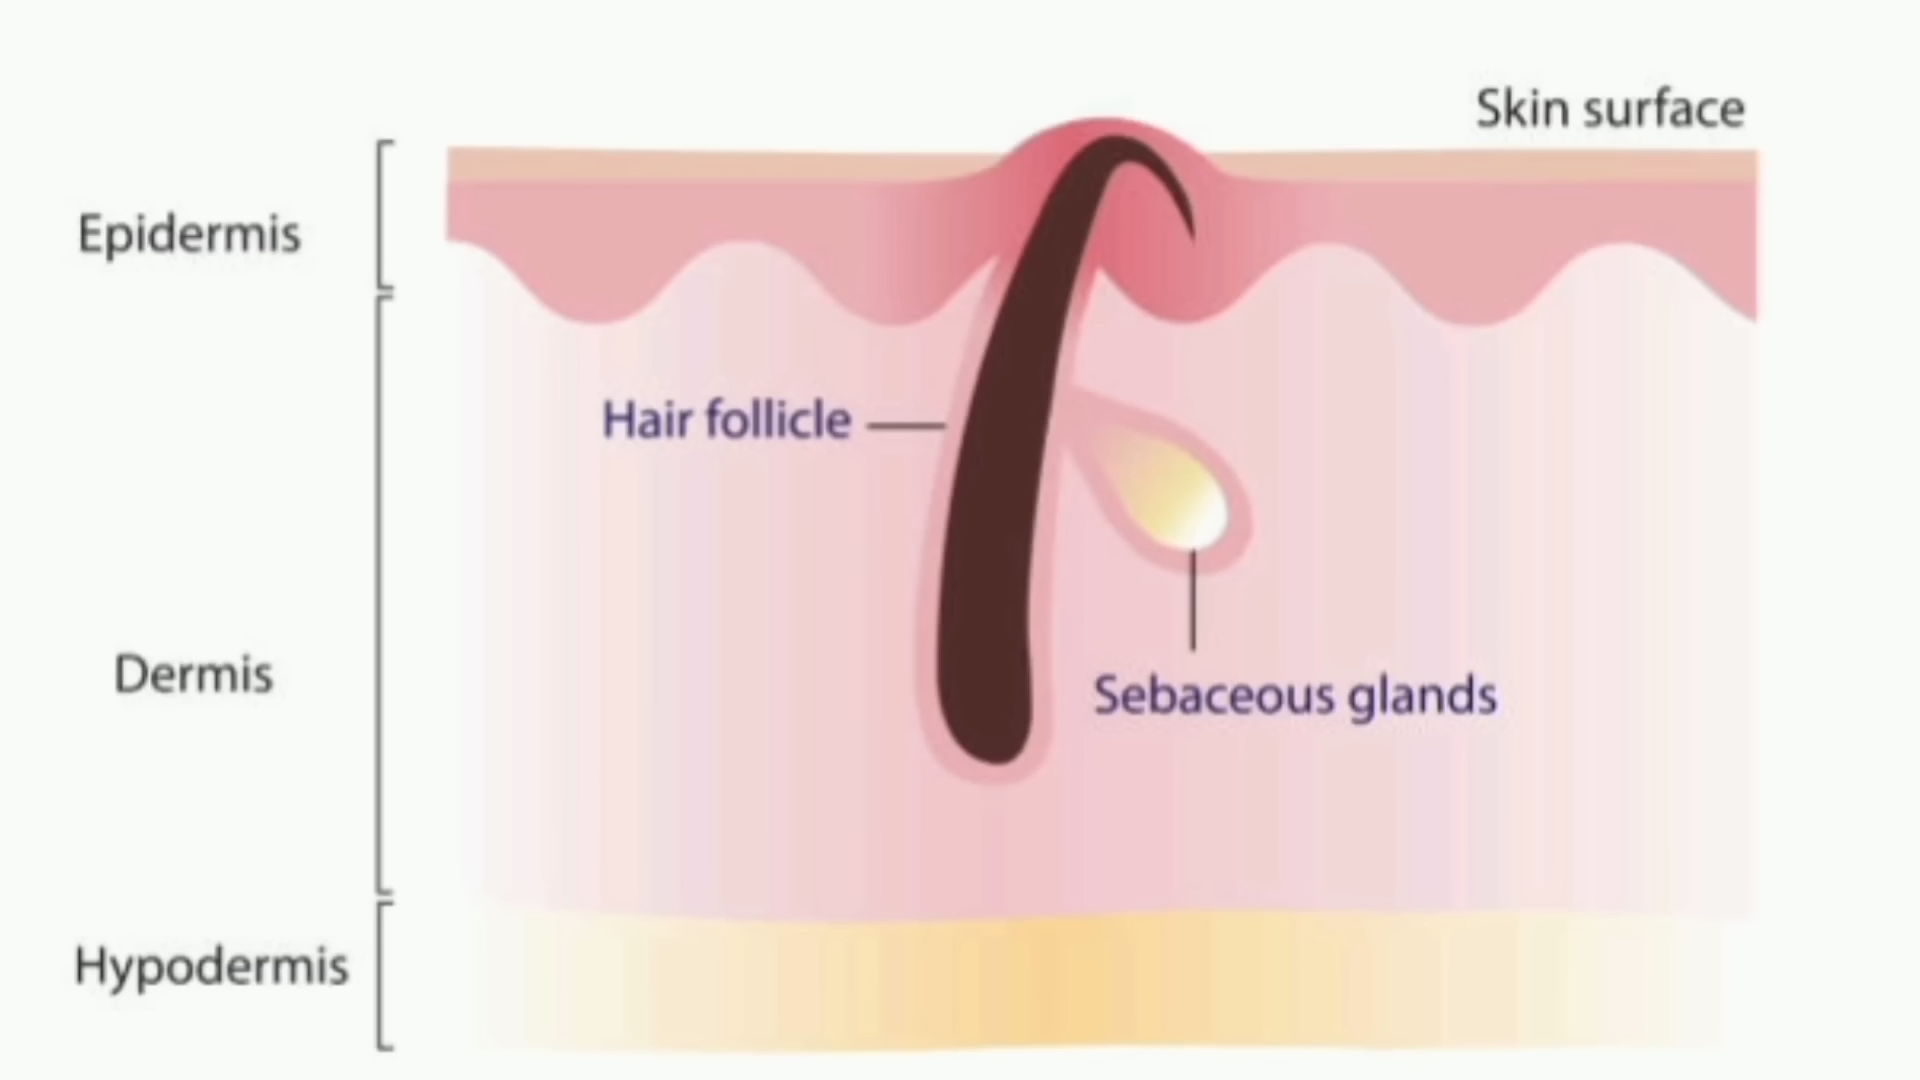 Skin surface
Epidermis
Hair follicle
Dermis
Sebaceous glands
Hypodermis